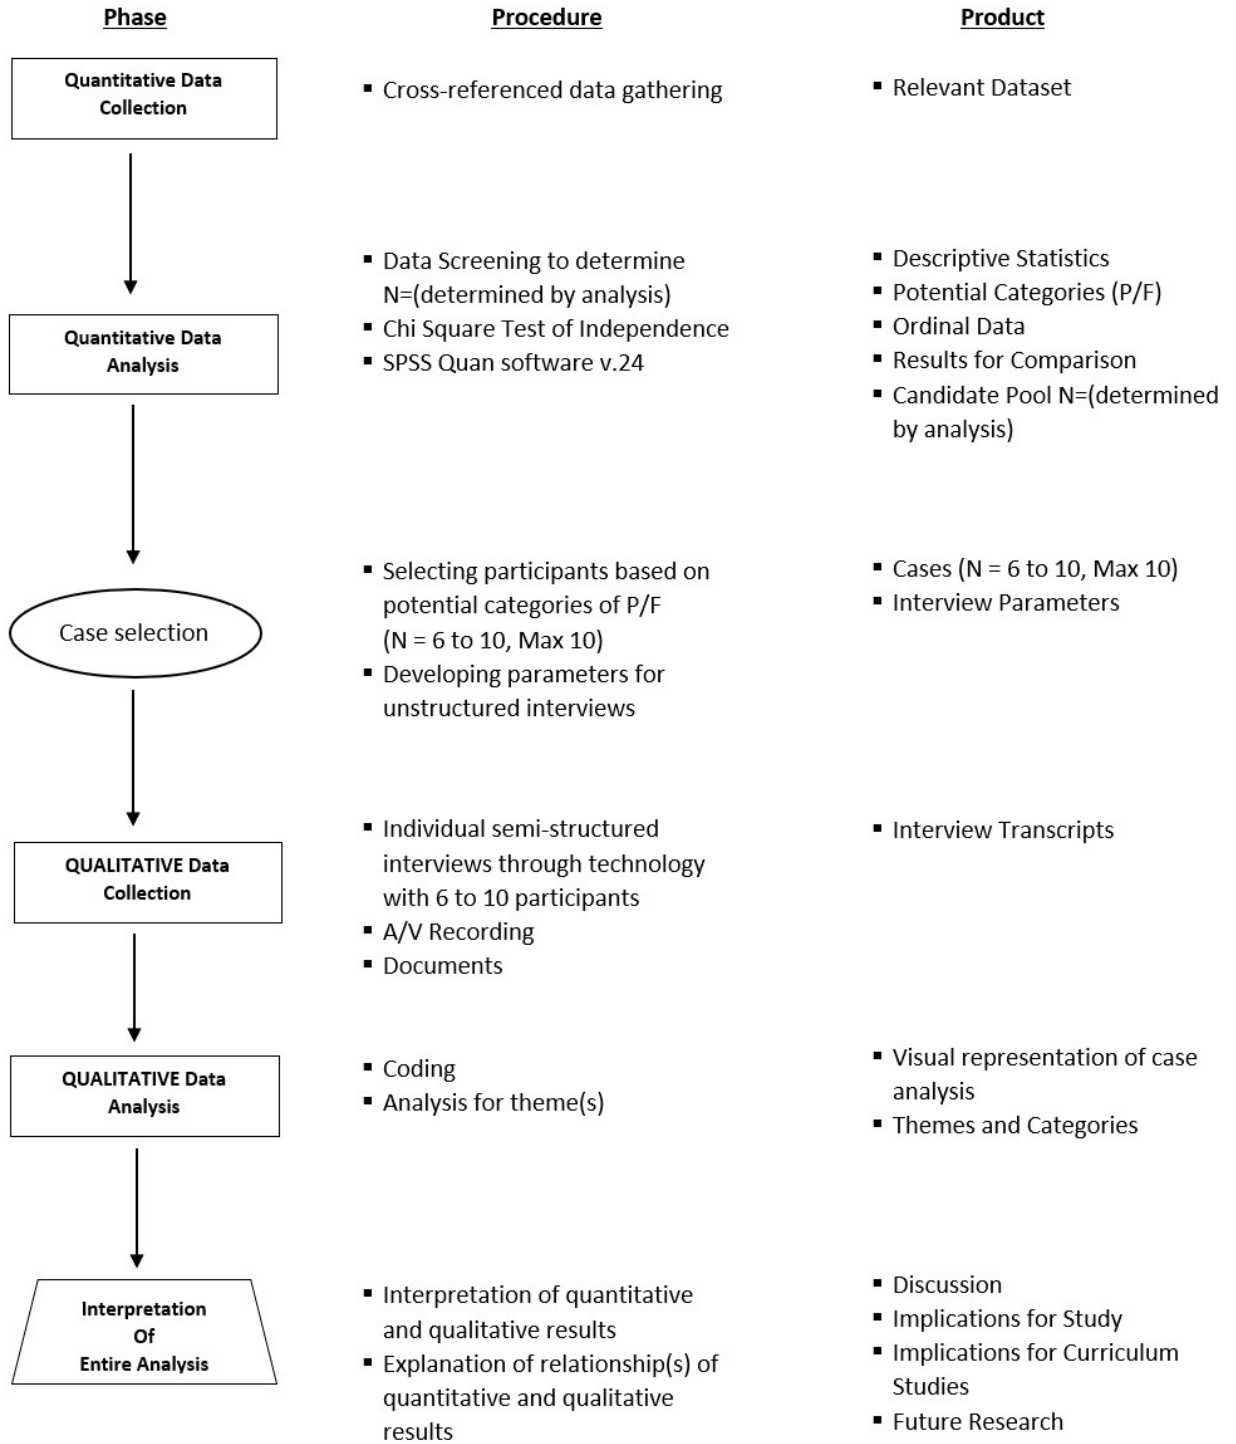 Phase
Procedure
Product
Quantitative Data
Collection
▪ Cross-referenced data gathering
▪ Relevant Dataset
Quantitative Data
Analysis
▪ Data Screening to determine
N=(determined by analysis)
▪ Chi Square Test of Independence
▪ SPSS Quan software v.24
▪ Descriptive Statistics
▪ Potential Categories (P/F)
▪ Ordinal Data
▪ Results for Comparison
▪ Candidate Pool N=(determined
by analysis)
Case selection
▪ Selecting participants based on
potential categories of P/F
(N = 6 to 10, Max 10)
▪ Developing parameters for
unstructured interviews
▪ Cases (N = 6 to 10, Max 10)
▪ Interview Parameters
QUALITATIVE Data
Collection
▪ Individual semi-structured
interviews through technology
with 6 to 10 participants
▪ A/V Recording
▪ Documents
▪ Interview Transcripts
QUALITATIVE Data
Analysis
▪ Coding
▪ Analysis for theme(s)
▪ Visual representation of case
analysis
▪ Themes and Categories
Interpretation
Of
Entire Analysis
▪ Interpretation of quantitative
and qualitative results
▪ Explanation of relationship(s) of
quantitative and qualitative
results
▪ Discussion
▪ Implications for Study
▪ Implications for Curriculum
Studies
▪ Future Research